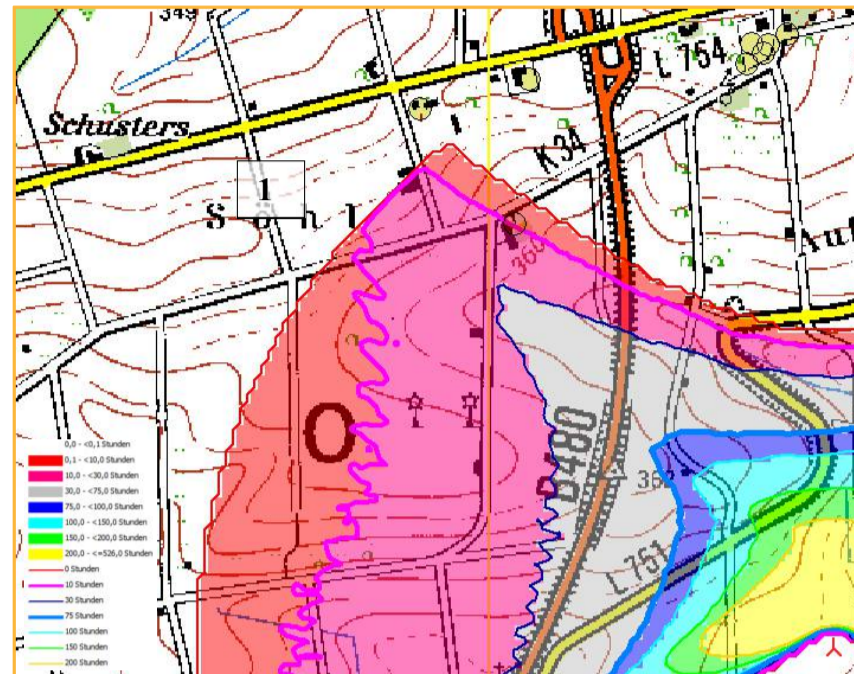 349
L 754
Schusters
K34
1
S ö h l
360
O
B480
367
L 751
0,0 - <0,1 Stunden
0,1 - <10,0 Stunden
10,0 - <30,0 Stunden
30,0 - <75,0 Stunden
75,0 - <100,0 Stunden
100,0 - <150,0 Stunden
150,0 - <200,0 Stunden
200,0 - <=526,0 Stunden
0 Stunden
10 Stunden
30 Stunden
75 Stunden
100 Stunden
150 Stunden
200 Stunden